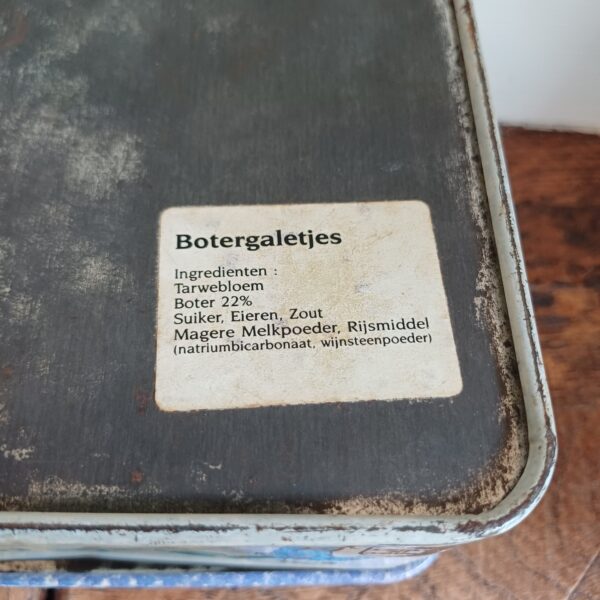 Botergaletjes
Ingredienten :
Tarwebloem
Boter 22%
Suiker, Eieren, Zout
Magere Melkpoeder, Rijsmiddel
(natriumbicarbonaat, wijnsteenpoeder)